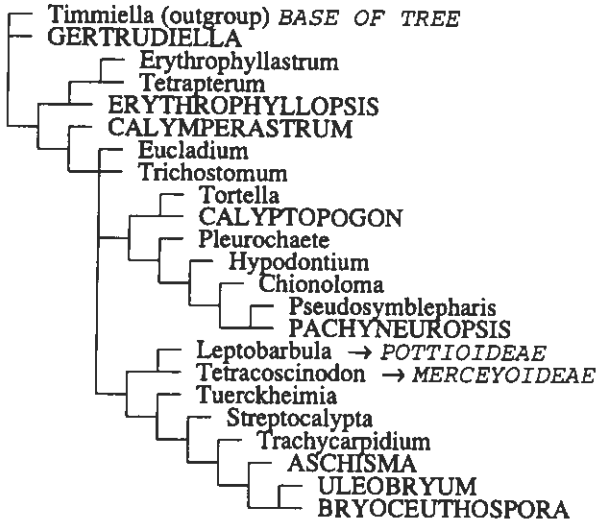 Timmiella (outgroup) BASE OF TREE
GERTRUDIELLA
Erythrophyllastrum
Tetrapterum
ERYTHROPHYLLOPSIS
CALYMPERASTRUM
Eucladium
Trichostomum
Tortella
CALYPTOPOGON
Pleurochaete
Hypodontium
Chionoloma
Pseudosymblepharis
PACHYNEUROPSIS
Leptobarbula → POTTIOIDEAE
Tetracoscinodon → MERCEYOIDEAE
Tuerckheimia
Streptocalypta
Trachycarpidium
ASCHISMA
ULEOBRYUM
BRYOCEUTHOSPORA